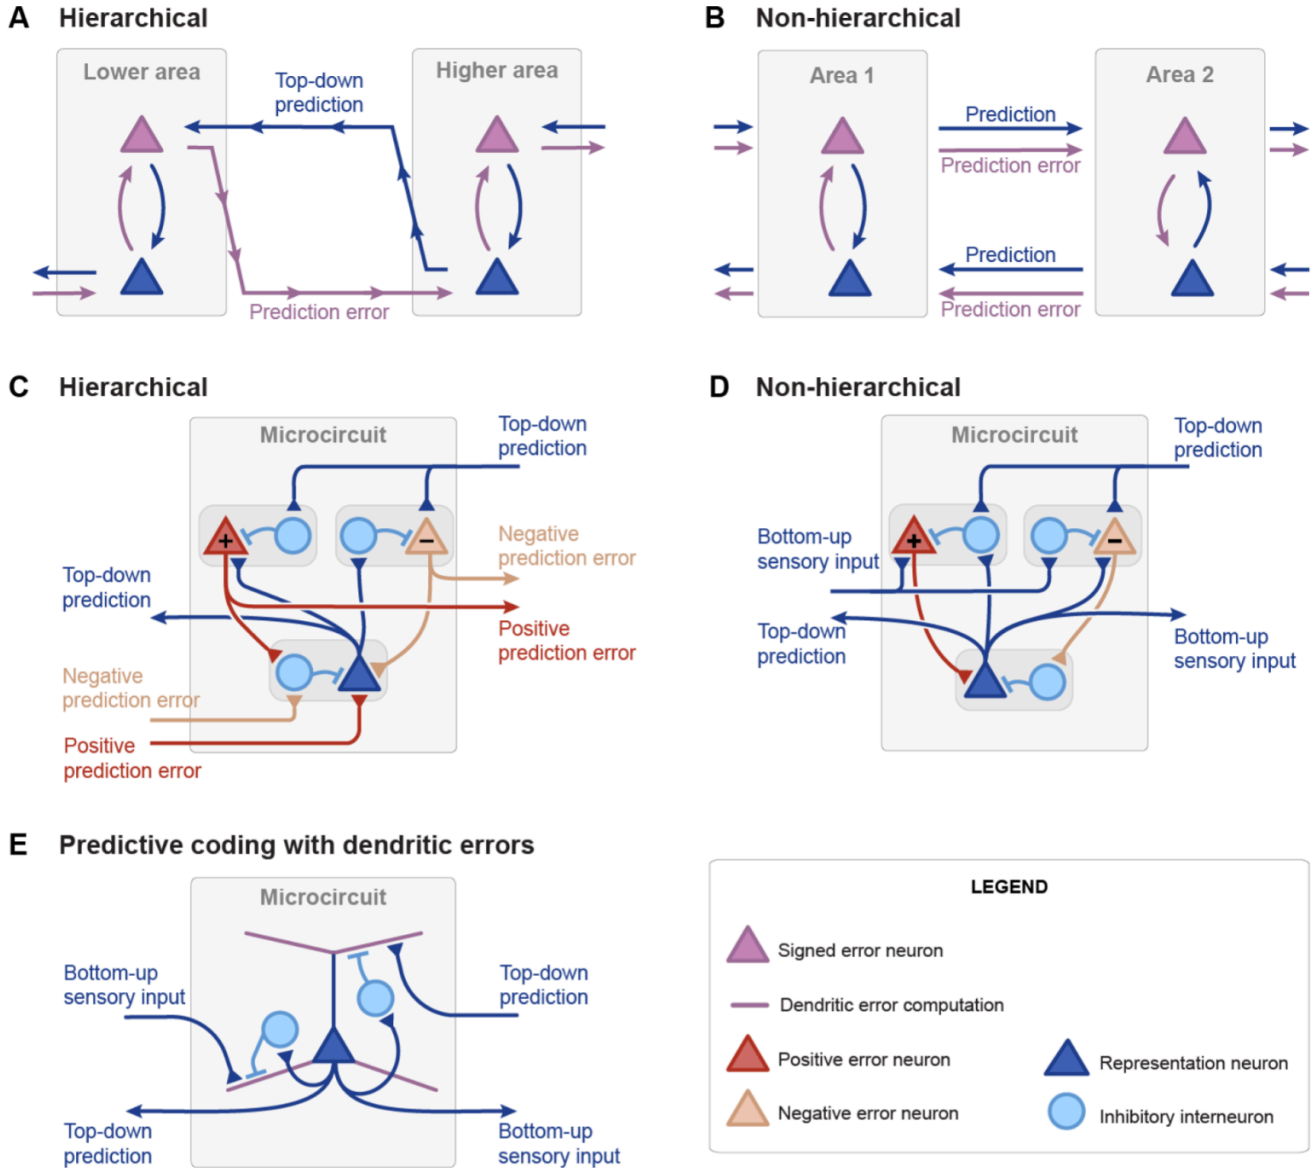 A Hierarchical
Lower area
Top-down
prediction
Higher area
Prediction error
B Non-hierarchical
Area 1
Prediction
Prediction error
Area 2
Prediction
Prediction error
C Hierarchical
Microcircuit
Top-down
prediction
+
−
Negative
prediction error
Top-down
prediction
Positive
prediction error
Negative
prediction error
Positive
prediction error
D Non-hierarchical
Microcircuit
Top-down
prediction
+
-
Bottom-up
sensory input
Top-down
prediction
Bottom-up
sensory input
E Predictive coding with dendritic errors
Microcircuit
Bottom-up
sensory input
Top-down
prediction
Top-down
prediction
Bottom-up
sensory input
LEGEND
Signed error neuron
Dendritic error computation
Positive error neuron
Negative error neuron
Representation neuron
Inhibitory interneuron